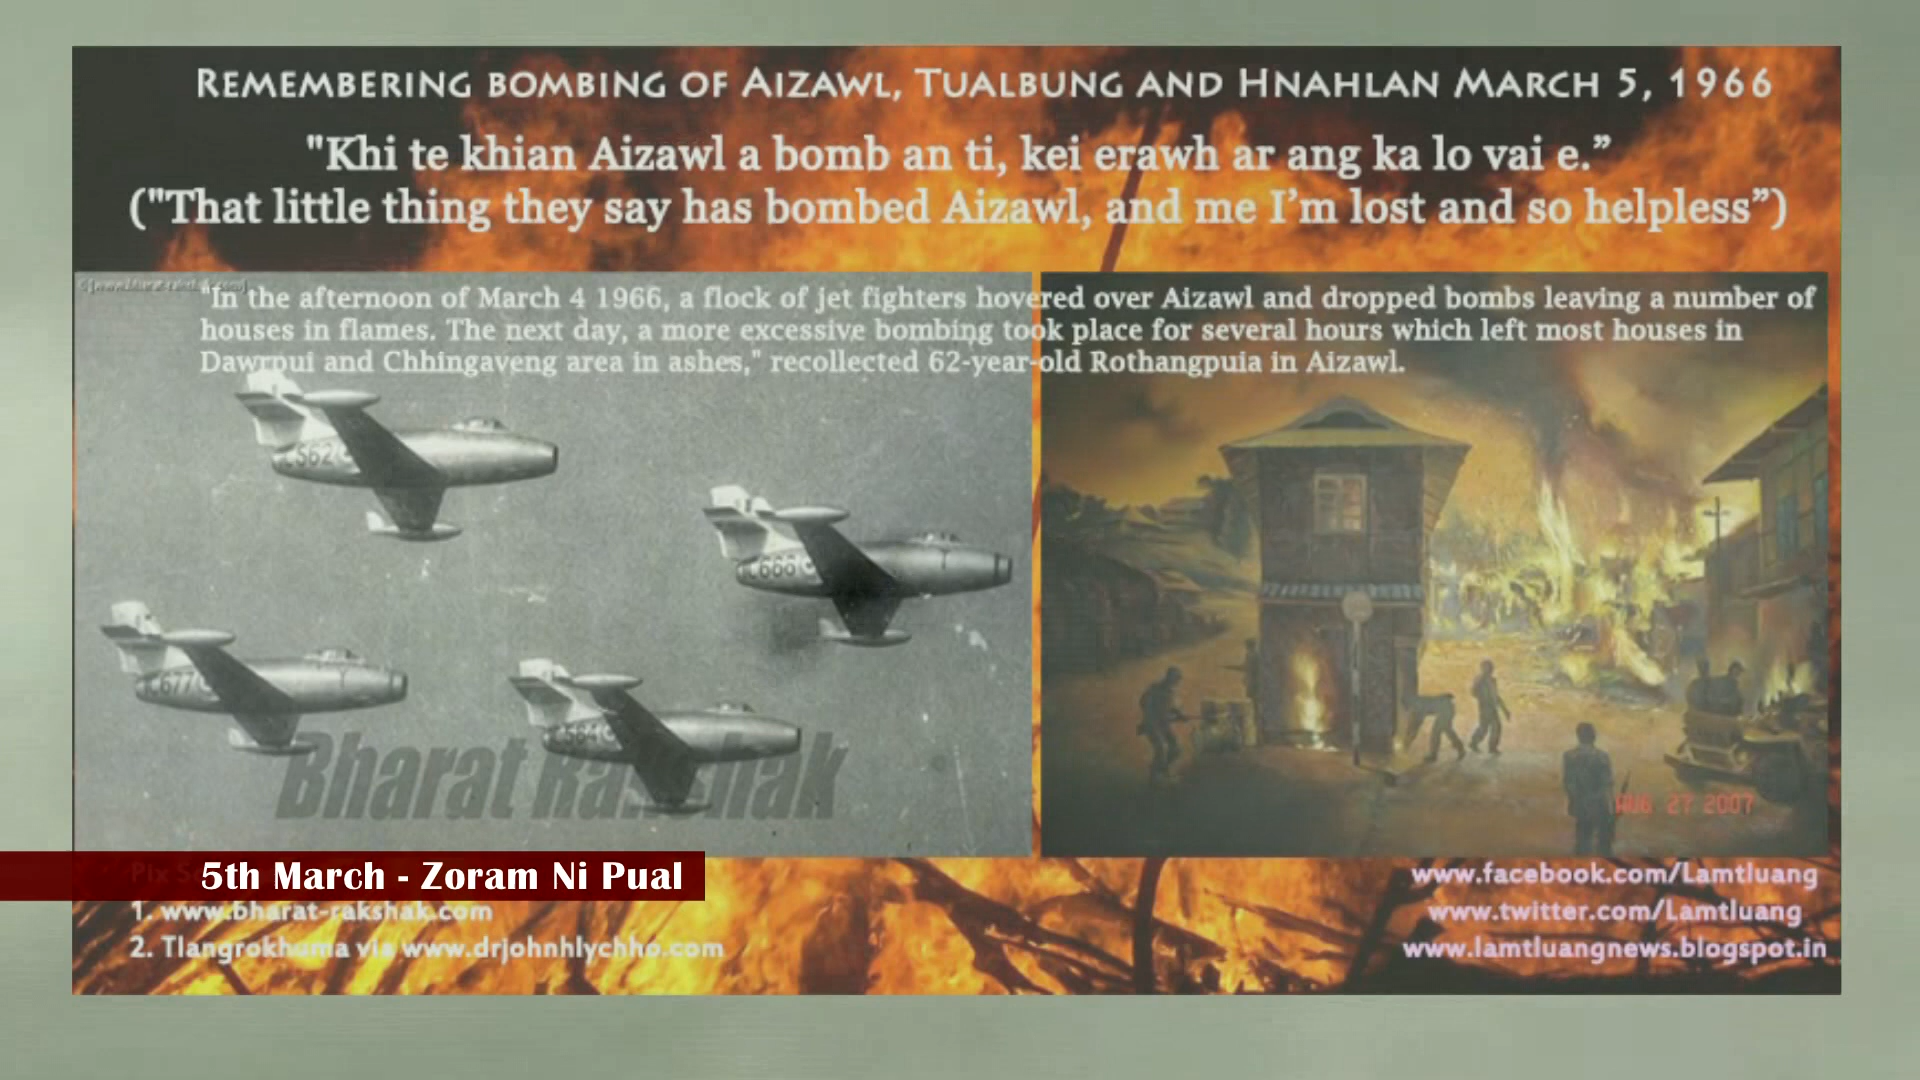 REMEMBERING BOMBING OF AIZAWL, TUALBUNG AND HNAHLAN MARCH 5, 1966
"Khi te khian Aizawl a bomb an ti, kei erawh ar ang ka lo vai e.”
("That little thing they say has bombed Aizawl, and me I’m lost and so helpless”)
"In the afternoon of March 4 1966, a flock of jet fighters hovered over Aizawl and dropped bombs leaving a number of
houses in flames. The next day, a more excessive bombing took place for several hours which left most houses in
Dawrpui and Chhingaveng area in ashes," recollected 62-year-old Rothangpuia in Aizawl.
Bharat Rakshak
AUG 27 2007
5th March - Zoram Ni Pual
1. www.bharat-rakshak.com
2. Tlangrokhuma via www.drjohnhlychho.com
www.facebook.com/Lamtluang
www.twitter.com/Lamtluang
www.lamtluangnews.blogspot.in